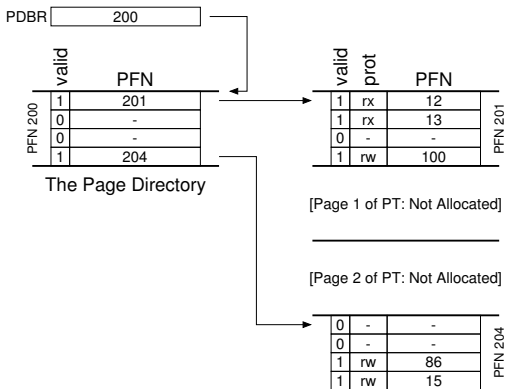 PDBR 200
valid PFN
PFN 200
1 201
0 -
0 -
1 204
The Page Directory
valid prot PFN
PFN 201
1 rx 12
1 rx 13
0 - -
1 rw 100
[Page 1 of PT: Not Allocated]
[Page 2 of PT: Not Allocated]
PFN 204
0 - -
0 - -
1 rw 86
1 rw 15